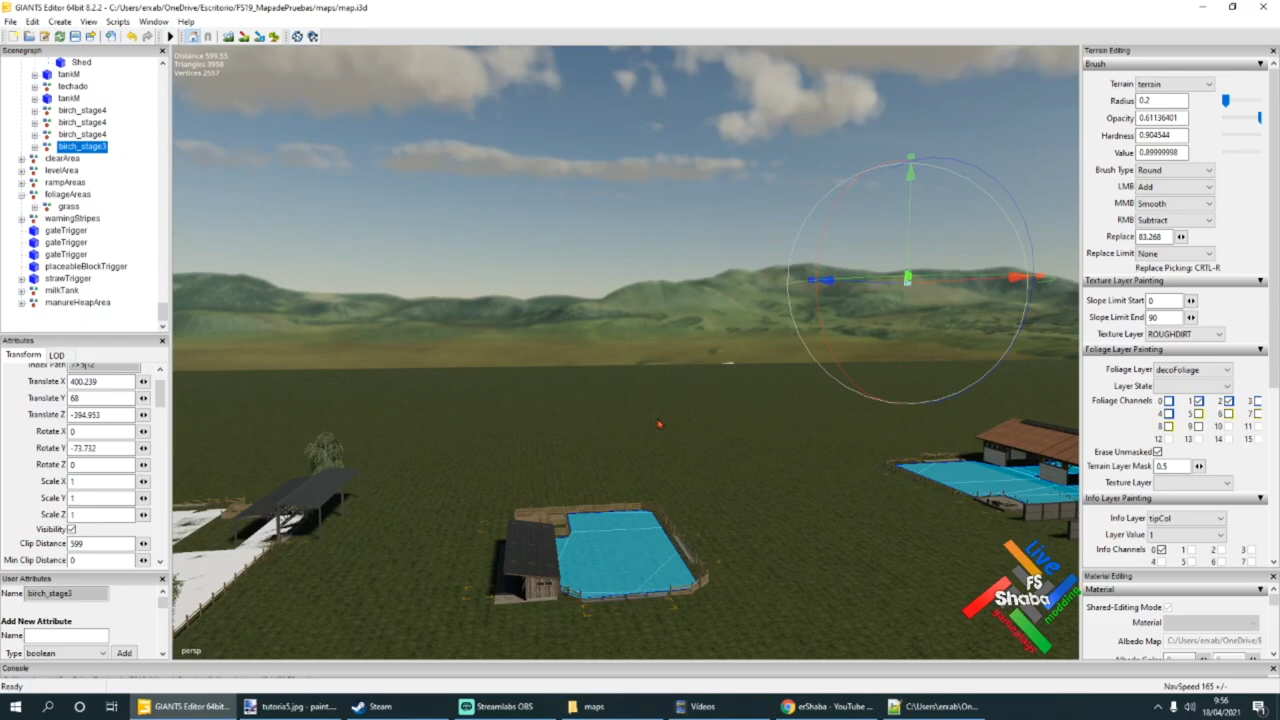 GIANTS Editor 64bit 8.2.2 - C:/Users/erxab/OneDrive/Escritorio/FS19_MapadePruebas/maps/map.i3d
File Edit Create View Scripts Window Help
Scenegraph
Shed
tankM
techado
tankM
birch_stage4
birch_stage4
birch_stage4
birch_stage3
clearArea
levelArea
rampAreas
foliageAreas
grass
warningStripes
gateTrigger
gateTrigger
gateTrigger
placeableBlockTrigger
strawTrigger
milkTank
manureHeapArea
Attributes
Transform LOD
Index Path
Translate X 400.239
Translate Y 68
Translate Z -394.953
Rotate X 0
Rotate Y -73.732
Rotate Z 0
Scale X 1
Scale Y 1
Scale Z 1
Visibility
Clip Distance 599
Min Clip Distance 0
User Attributes
Name birch_stage3
Add New Attribute
Name
Type boolean Add
Distance 599.55
Triangles 3958
Vertices 2557
persp
Live
FS
Shaba
modding
gameplays
Terrain Editing
Brush
Terrain terrain
Radius 0.2
Opacity 0.61136401
Hardness 0.904544
Value 0.89999998
Brush Type Round
LMB Add
MMB Smooth
RMB Subtract
Replace 83.268
Replace Limit None
Replace Picking: CRTL-R
Texture Layer Painting
Slope Limit Start 0
Slope Limit End 90
Texture Layer ROUGHDIRT
Foliage Layer Painting
Foliage Layer decoFoliage
Layer State
Foliage Channels 0 1 2 3
4 5 6 7
8 9 10 11
12 13 14 15
Erase Unmasked
Terrain Layer Mask 0.5
Texture Layer
Info Layer Painting
Info Layer tipCol
Layer Value 1
Info Channels 0 1 2 3
4 5 6 7
Material Editing
Material
Shared-Editing Mode
Material
Albedo Map C:/Users/erxab/OneDrive/E
Albedo Color
Console
Ready
NavSpeed 165 +/-
GIANTS Editor 64bit...
tutoria5.jpg - paint....
Steam
Streamlabs OBS
maps
Vídeos
erShaba - YouTube ...
C:\Users\erxab\On...
9:56
18/04/2021